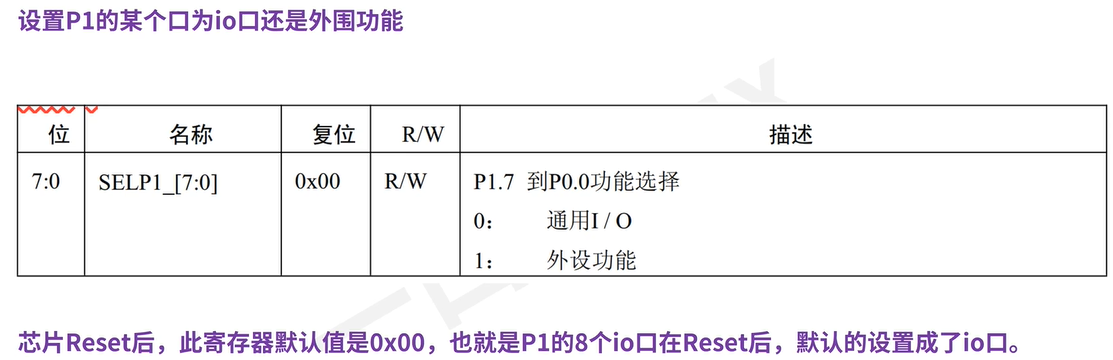 设置P1的某个口为io口还是外围功能
位 名称 复位 R/W 描述
7:0 SELP1_[7:0] 0x00 R/W P1.7 到P0.0功能选择
0： 通用I / O
1： 外设功能
芯片Reset后，此寄存器默认值是0x00，也就是P1的8个io口在Reset后，默认的设置成了io口。